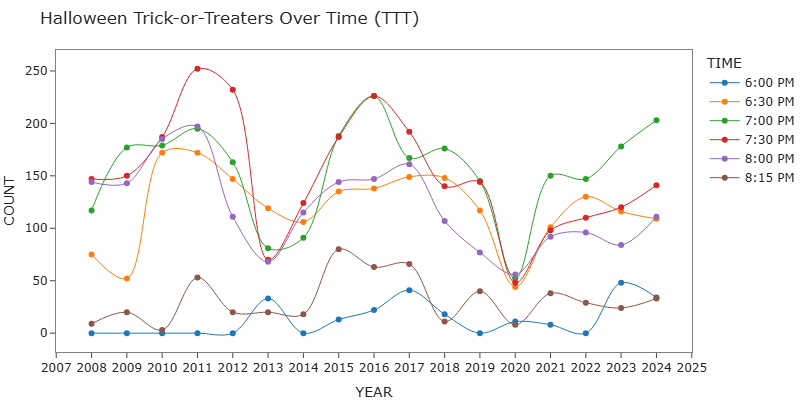 Halloween Trick-or-Treaters Over Time (TTT)
TIME
6:00 PM
6:30 PM
7:00 PM
7:30 PM
8:00 PM
8:15 PM
COUNT
250
200
150
100
50
0
2007 2008 2009 2010 2011 2012 2013 2014 2015 2016 2017 2018 2019 2020 2021 2022 2023 2024 2025
YEAR